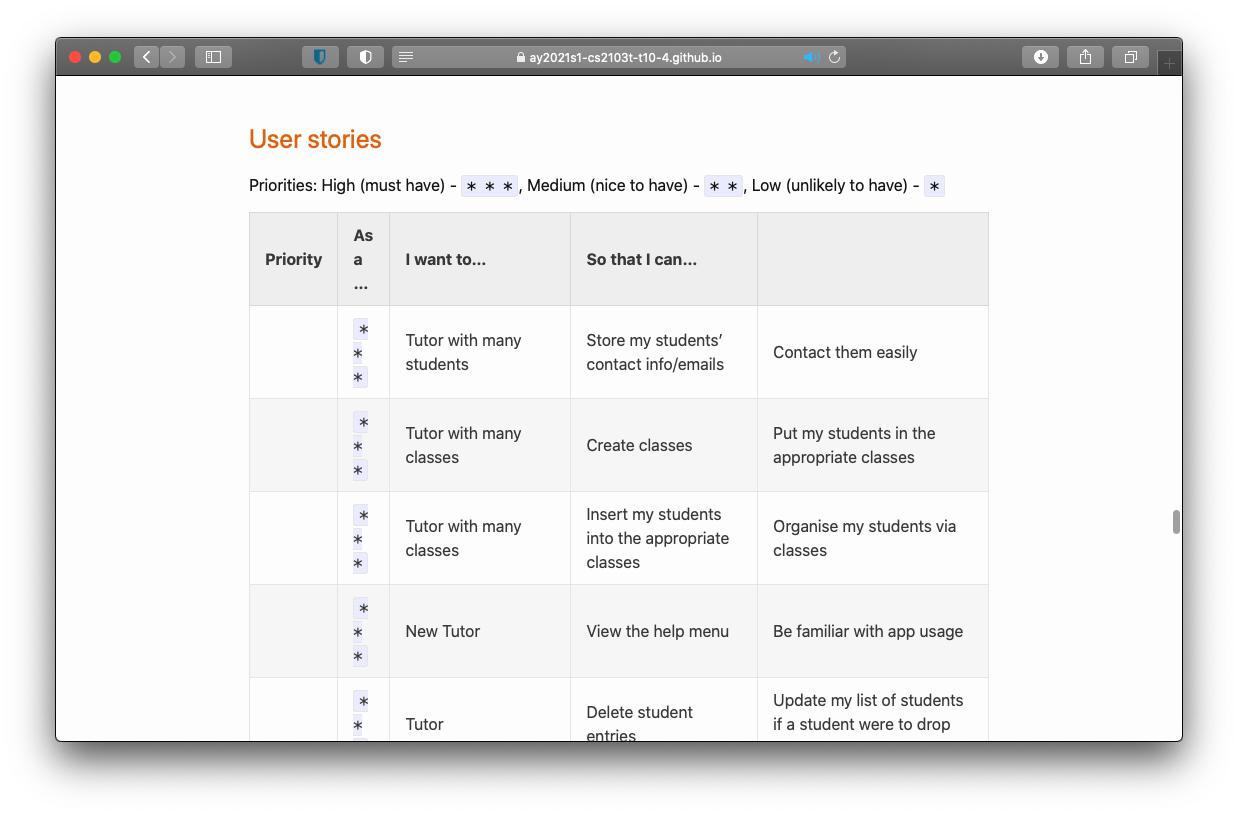 ay2021s1-cs2103t-t10-4.github.io
User stories
Priorities: High (must have) - * * *, Medium (nice to have) - * *, Low (unlikely to have) - *
Priority
As
a
...
I want to...
So that I can...
*
*
*
Tutor with many
students
Store my students’
contact info/emails
Contact them easily
*
*
*
Tutor with many
classes
Create classes
Put my students in the
appropriate classes
*
*
*
Tutor with many
classes
Insert my students
into the appropriate
classes
Organise my students via
classes
*
*
*
New Tutor
View the help menu
Be familiar with app usage
*
*
Tutor
Delete student
entries
Update my list of students
if a student were to drop